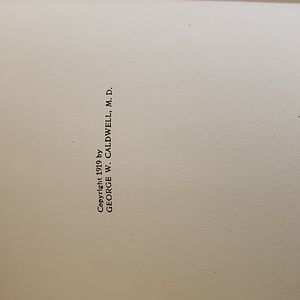 Copyright 1919 by
GEORGE W. CALDWELL, M. D.